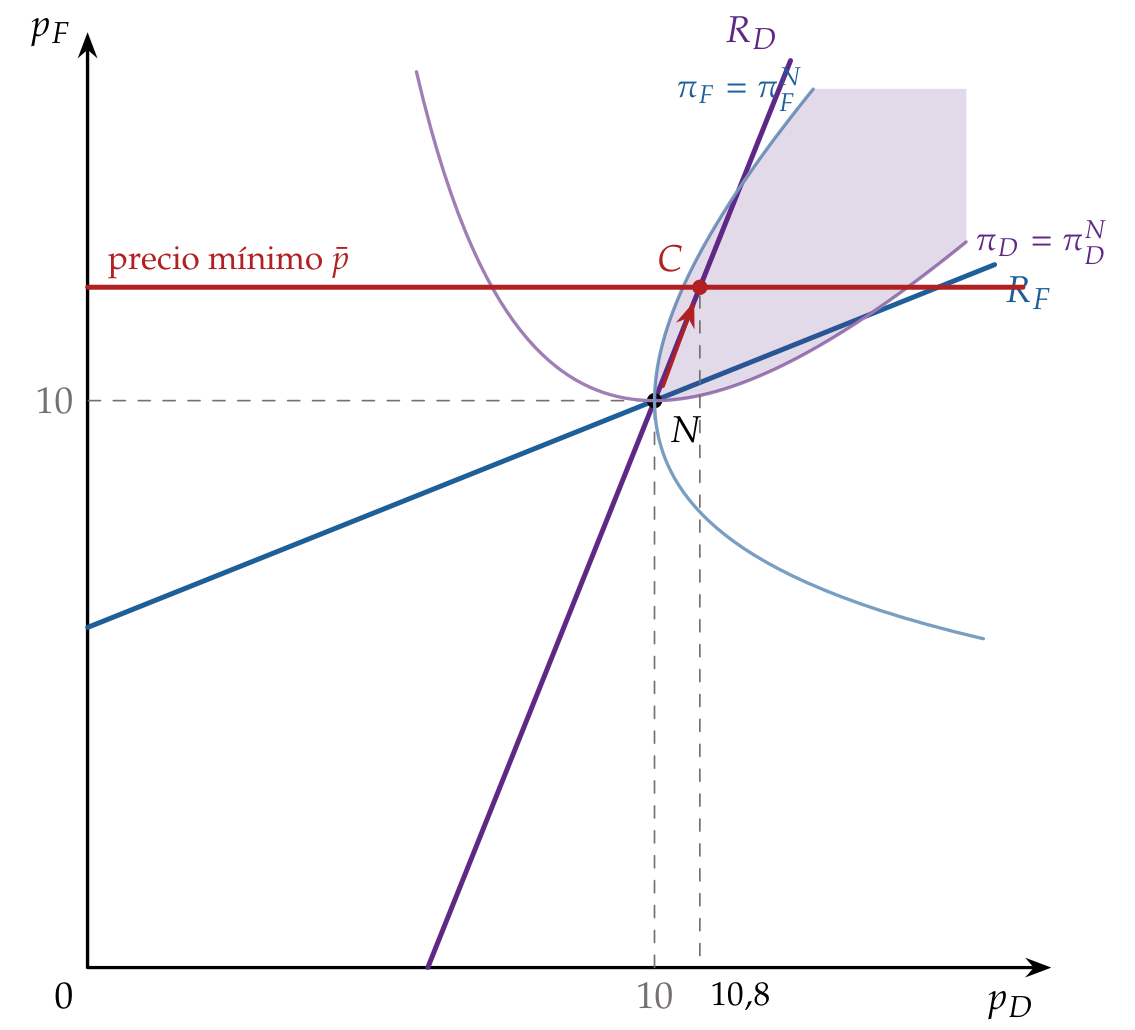 p_F
R_D
π_F = π_F^N
π_D = π_D^N
precio mínimo p̄
C
R_F
10
N
0
10
10,8
p_D